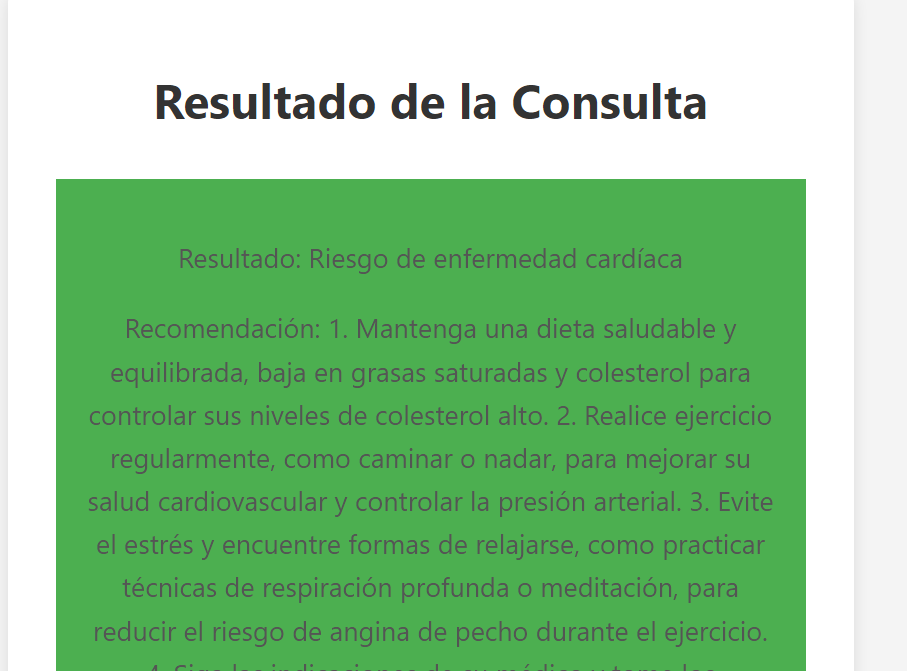 Resultado de la Consulta
Resultado: Riesgo de enfermedad cardíaca
Recomendación: 1. Mantenga una dieta saludable y
equilibrada, baja en grasas saturadas y colesterol para
controlar sus niveles de colesterol alto. 2. Realice ejercicio
regularmente, como caminar o nadar, para mejorar su
salud cardiovascular y controlar la presión arterial. 3. Evite
el estrés y encuentre formas de relajarse, como practicar
técnicas de respiración profunda o meditación, para
reducir el riesgo de angina de pecho durante el ejercicio.